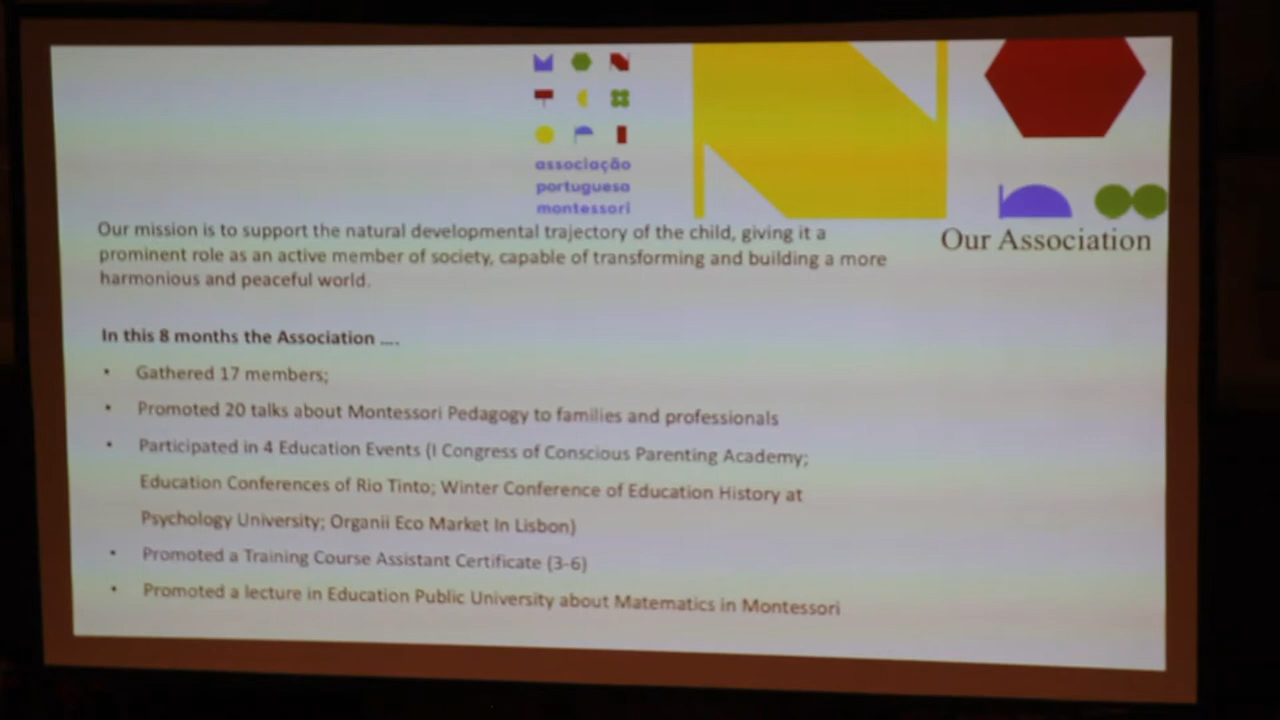 associação
portuguesa
montessori
Our Association
Our mission is to support the natural developmental trajectory of the child, giving it a
prominent role as an active member of society, capable of transforming and building a more
harmonious and peaceful world.
In this 8 months the Association ....
• Gathered 17 members;
• Promoted 20 talks about Montessori Pedagogy to families and professionals
• Participated in 4 Education Events (I Congress of Conscious Parenting Academy;
Education Conferences of Rio Tinto; Winter Conference of Education History at
Psychology University; Organii Eco Market In Lisbon)
• Promoted a Training Course Assistant Certificate (3-6)
• Promoted a lecture in Education Public University about Matematics in Montessori